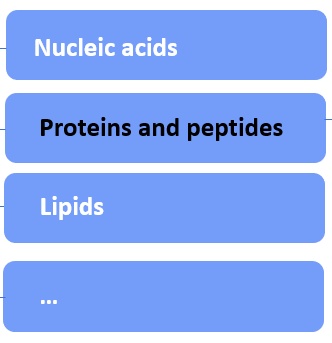 Nucleic acids
Proteins and peptides
Lipids
...